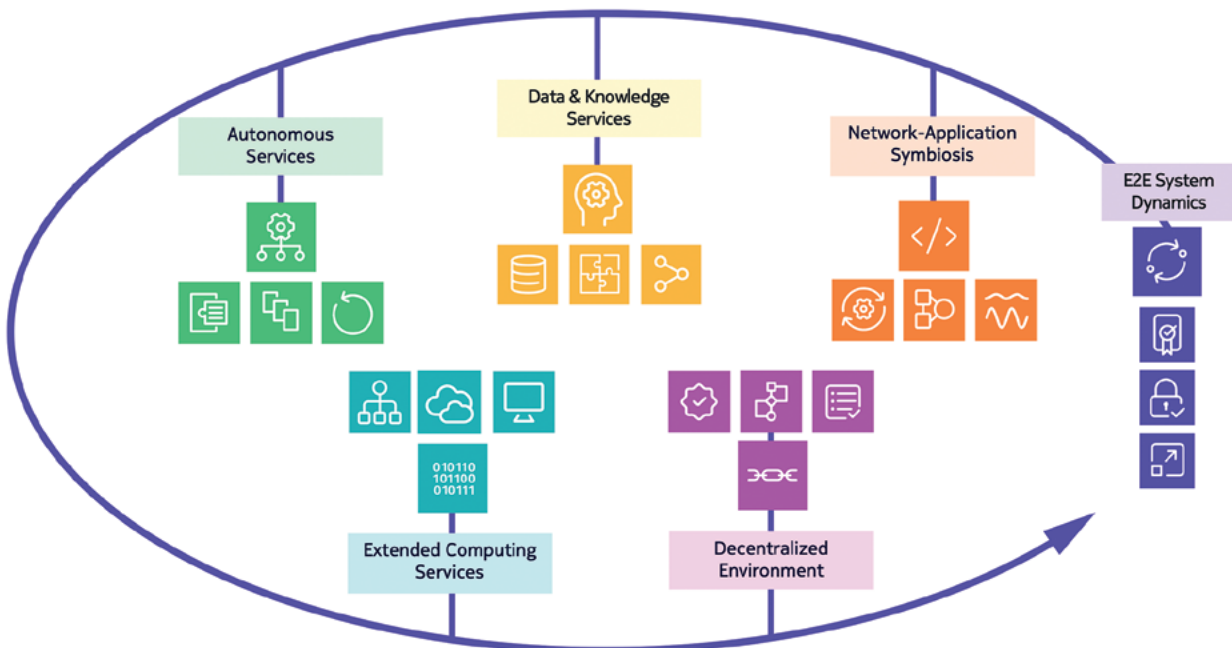 Data & Knowledge
Services
Autonomous
Services
Network-Application
Symbiosis
E2E System
Dynamics
</>
010110
101100
010111
Extended Computing
Services
Decentralized
Environment